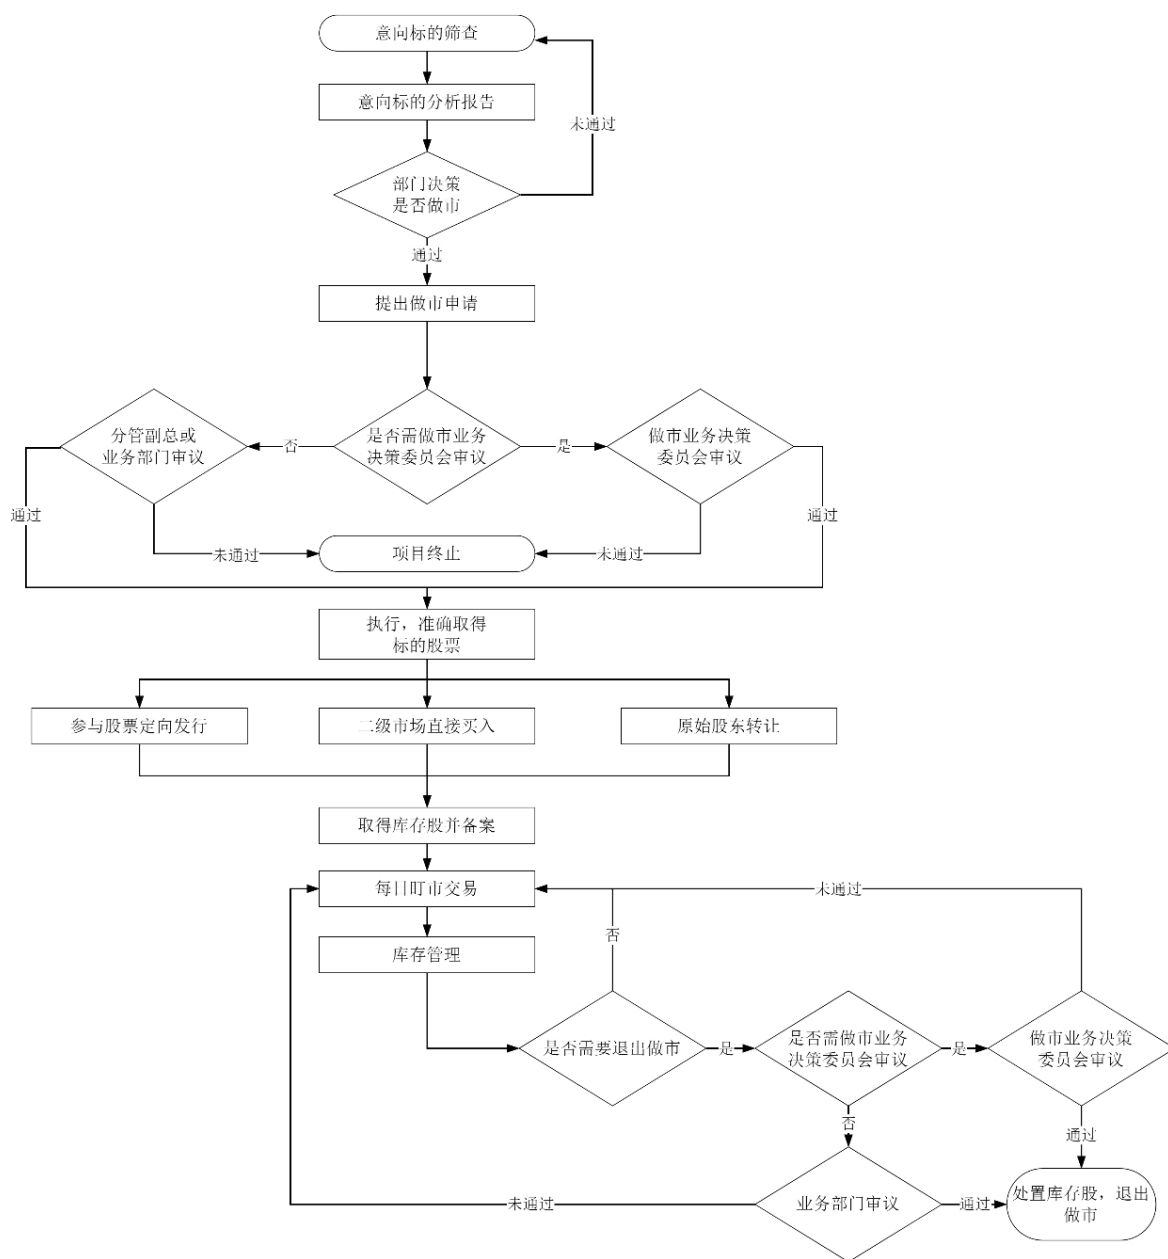 意向标的筛查
意向标的分析报告
未通过
部门决策
是否做市
通过
提出做市申请
分管副总或
业务部门审议
否
是否需做市业务
决策委员会审议
是
做市业务决策
委员会审议
通过
通过
未通过
项目终止
未通过
执行，准确取得
标的股票
参与股票定向发行
二级市场直接买入
原始股东转让
取得库存股并备案
每日盯市交易
未通过
否
库存管理
是否需要退出做市
是
是否需做市业务
决策委员会审议
是
做市业务决策
委员会审议
否
通过
未通过
业务部门审议
通过
处置库存股，退出
做市